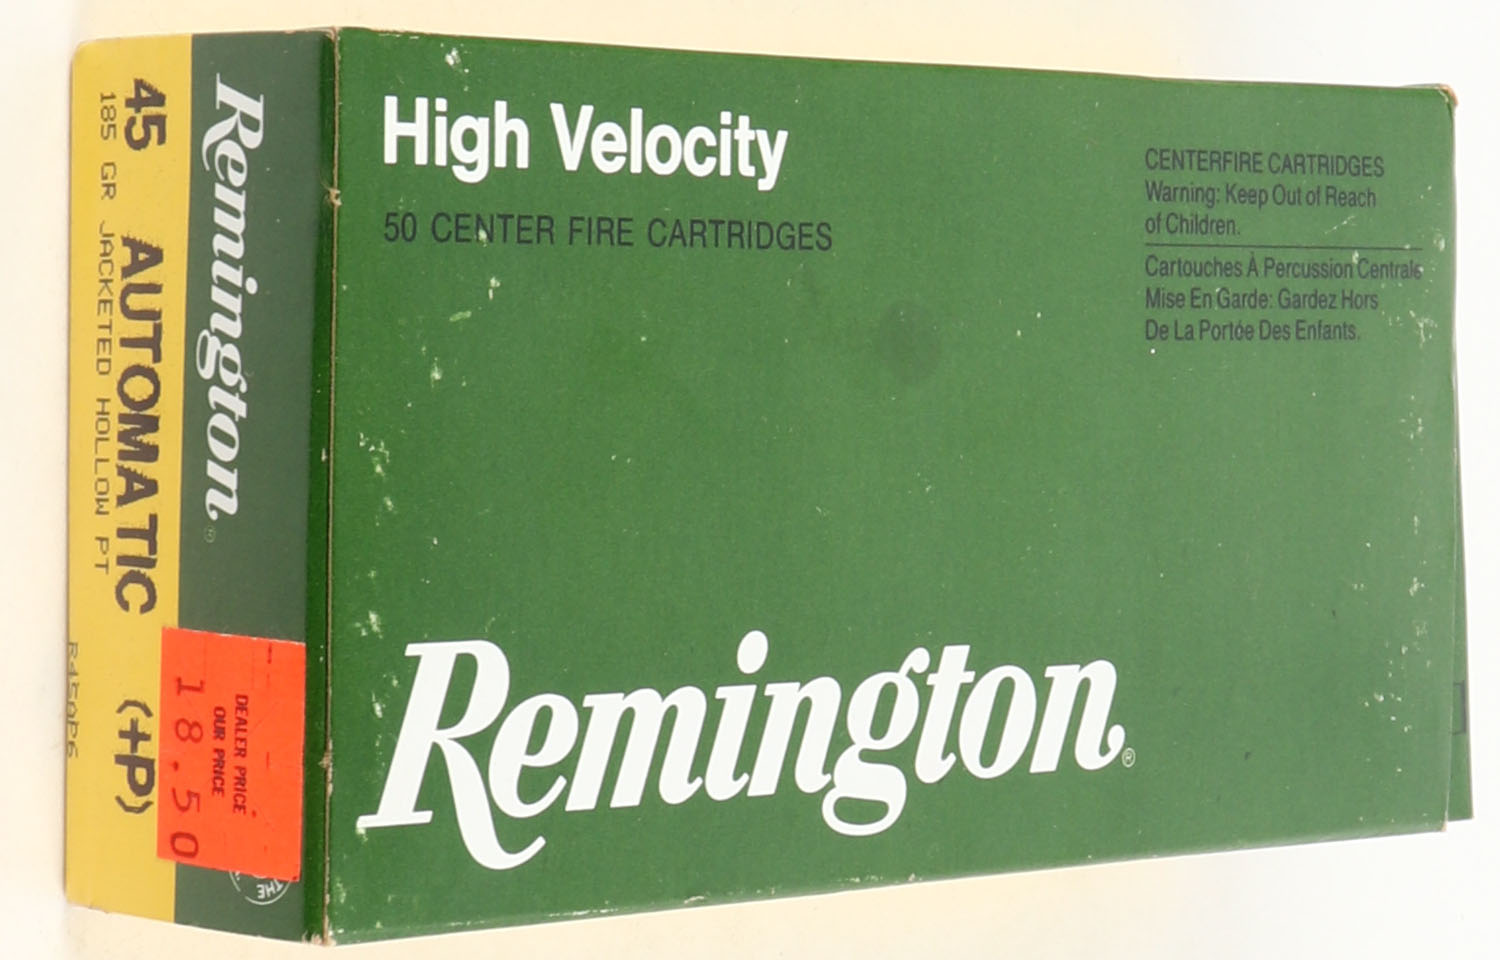 High Velocity
50 CENTER FIRE CARTRIDGES
CENTERFIRE CARTRIDGES
Warning: Keep Out of Reach
of Children.
Cartouches À Percussion Centrale
Mise En Garde: Gardez Hors
De La Portée Des Enfants.
Remington®
Remington®
45 AUTOMATIC (+P)
185 GR JACKETED HOLLOW PT
DEALER PRICE
OUR PRICE
18.50
THE